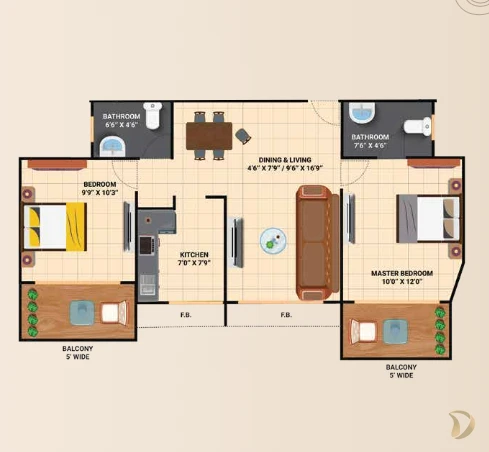 BATHROOM
6'6" X 4'6"
BATHROOM
7'6" X 4'6"
DINING & LIVING
4'6" X 7'9" / 9'6" X 16'9"
BEDROOM
9'9" X 10'3"
KITCHEN
7'0" X 7'9"
MASTER BEDROOM
10'0" X 12'0"
F.B.
F.B.
BALCONY
5' WIDE
BALCONY
5' WIDE